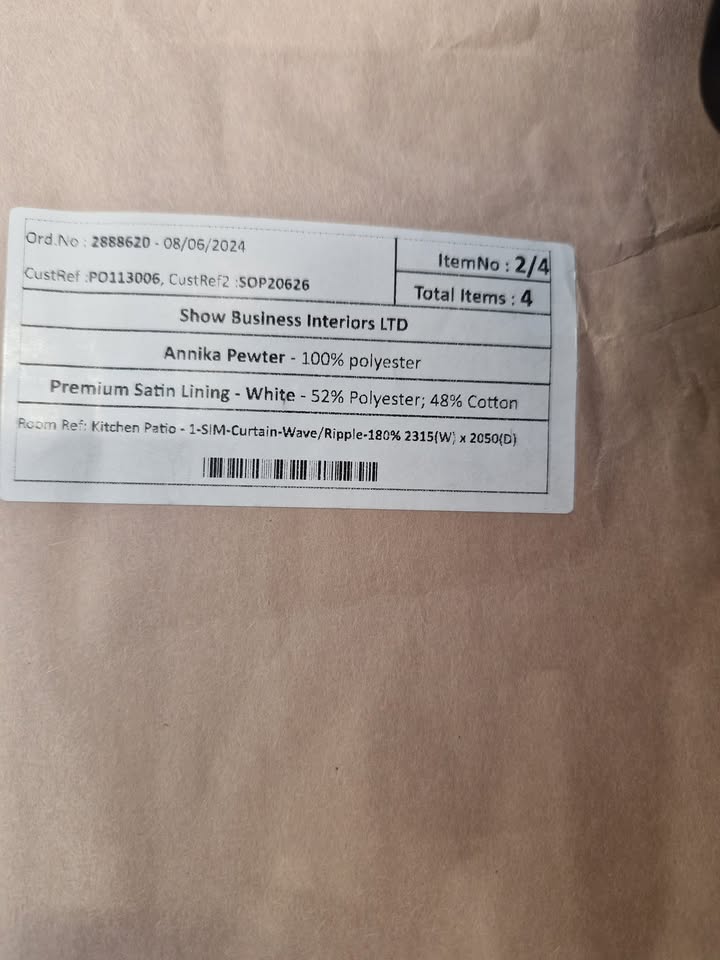 Ord.No : 2888620 - 08/06/2024
ItemNo : 2/4
CustRef :PO113006, CustRef2 :SOP20626
Total Items : 4
Show Business Interiors LTD
Annika Pewter - 100% polyester
Premium Satin Lining - White - 52% Polyester; 48% Cotton
Room Ref: Kitchen Patio - 1-SIM-Curtain-Wave/Ripple-180% 2315(W) x 2050(D)